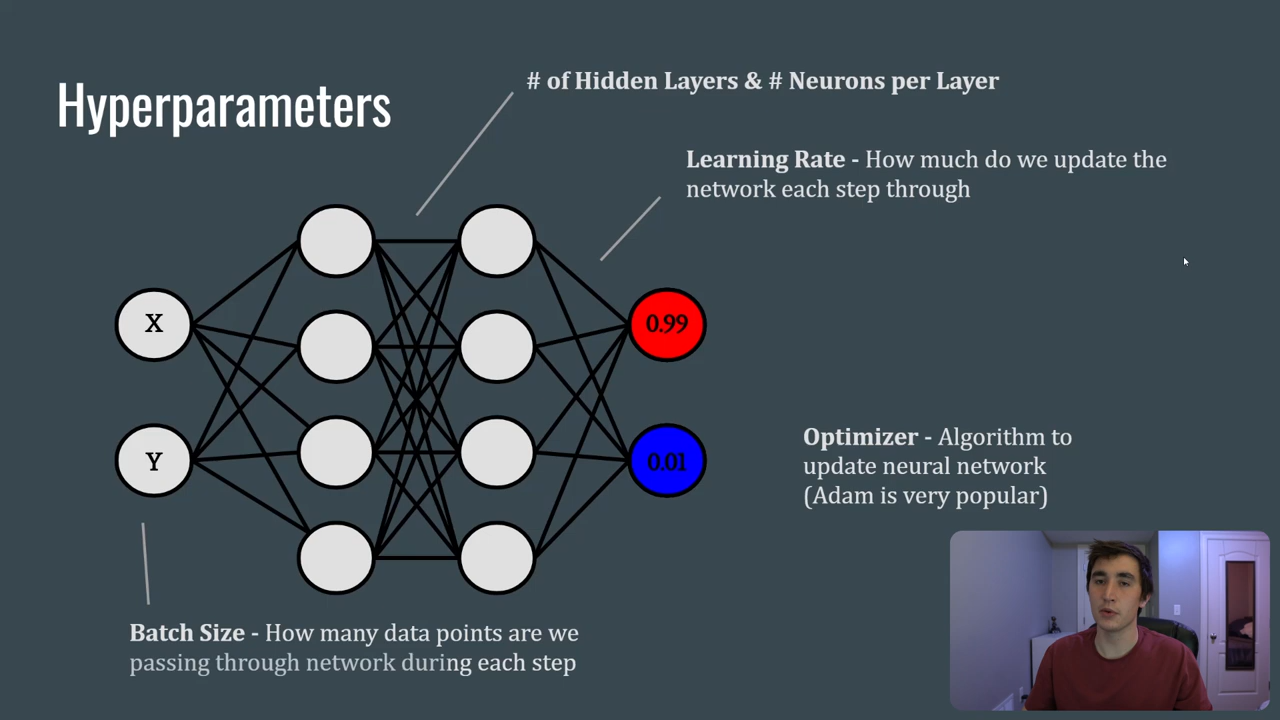 Hyperparameters
# of Hidden Layers & # Neurons per Layer
Learning Rate - How much do we update the
network each step through
X
Y
0.99
0.01
Optimizer - Algorithm to
update neural network
(Adam is very popular)
Batch Size - How many data points are we
passing through network during each step